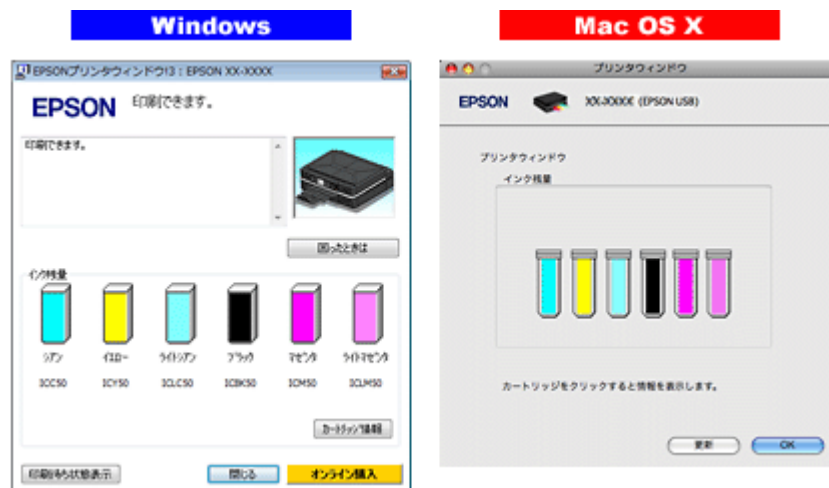 Windows
Mac OS X
EPSONプリンタウィンドウ!3 : EPSON XX-XXXX
EPSON
印刷できます。
印刷できます。
困ったときは
インク残量
シアン
イエロー
ライトシアン
ブラック
マゼンタ
ライトマゼンタ
ICC50
ICY50
ICLC50
ICBK50
ICM50
ICLM50
カートリッジ情報
印刷待ち状態表示
閉じる
オンライン購入
プリンタウィンドウ
EPSON
XX-XXXX (EPSON USB)
プリンタウィンドウ
インク残量
カートリッジをクリックすると情報を表示します。
更新
OK